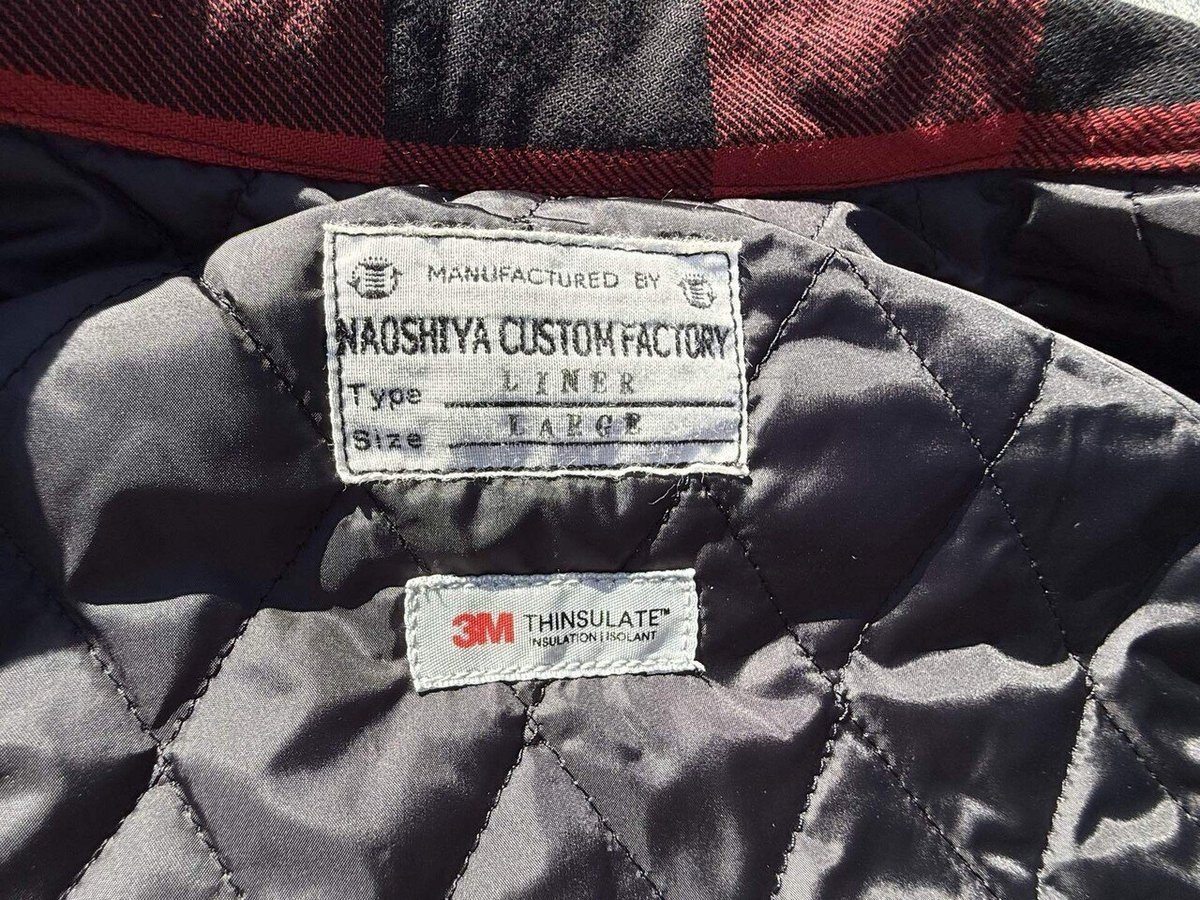 MANUFACTURED BY
NAOSHIYA CUSTOM FACTORY
Type LINER
Size LARGE
3M THINSULATE™
INSULATION | ISOLANT